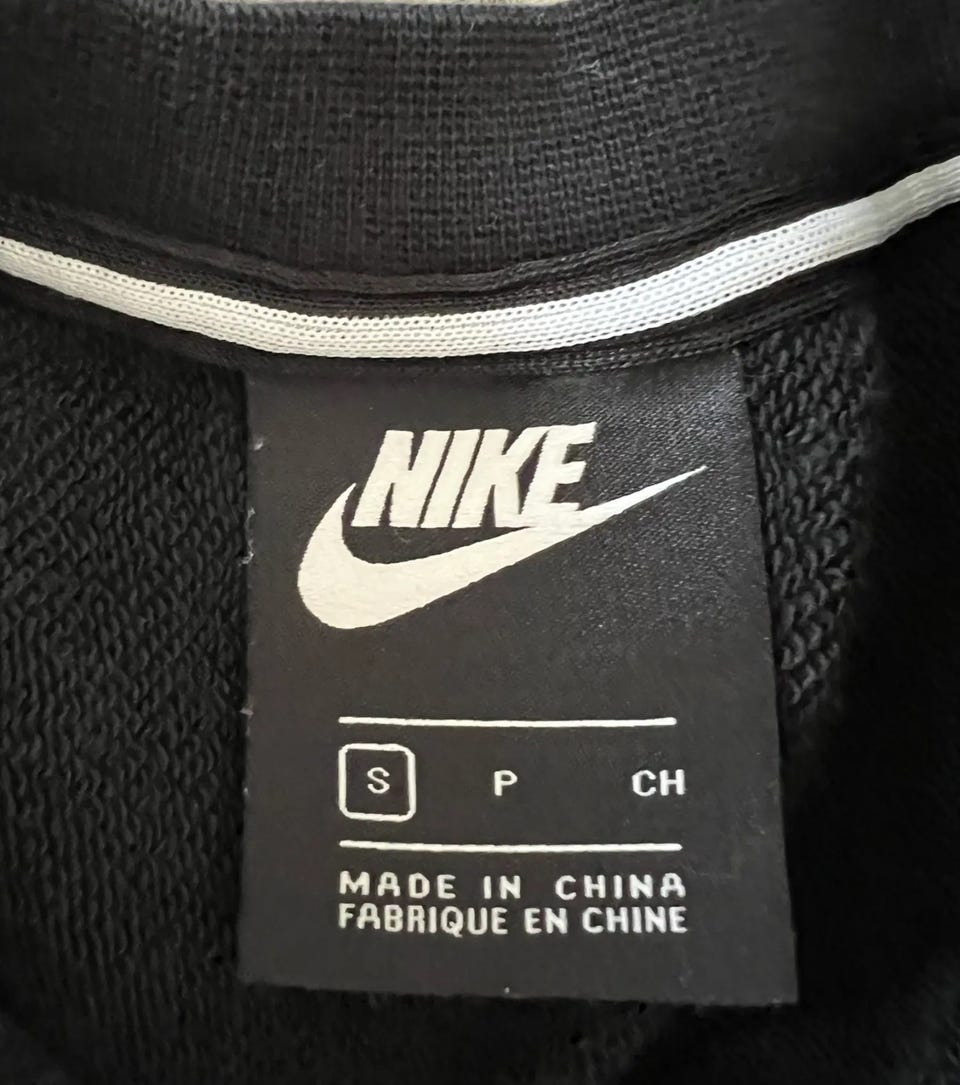 NIKE
S P CH
MADE IN CHINA
FABRIQUE EN CHINE